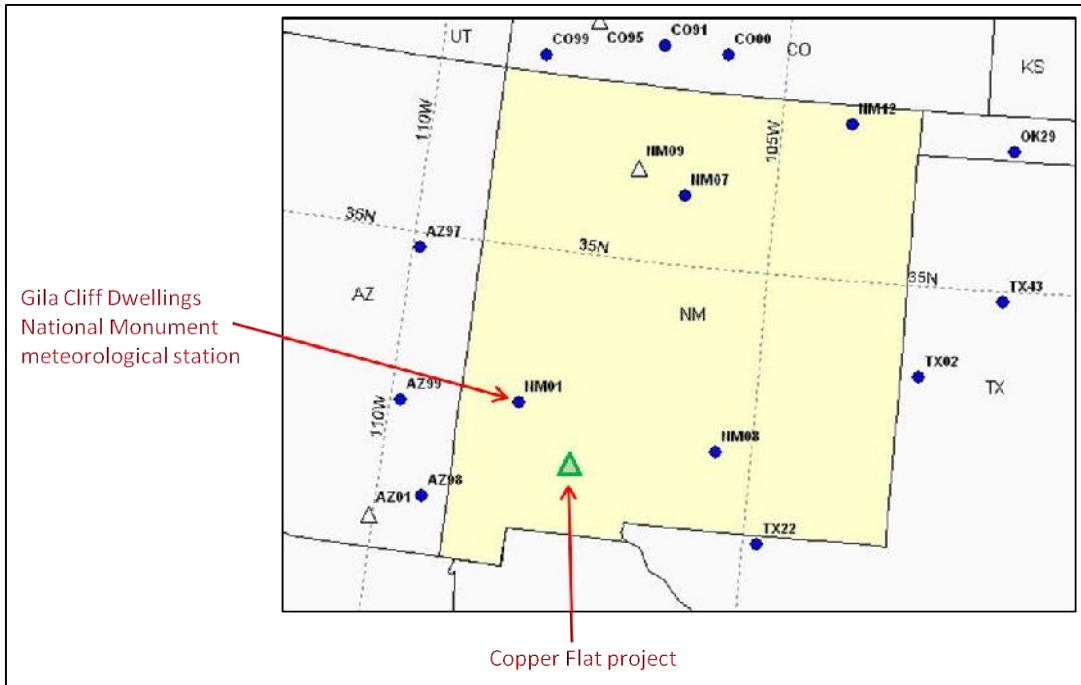 UT
CO99
CO95
CO91
CO00
CO
KS
110W
NM12
105W
OK29
NM09
NM07
35N
AZ97
35N
35N
TX43
Gila Cliff Dwellings
National Monument
meteorological station
AZ
NM
TX02
TX
AZ99
NM01
110W
NM08
AZ98
AZ01
TX22
Copper Flat project